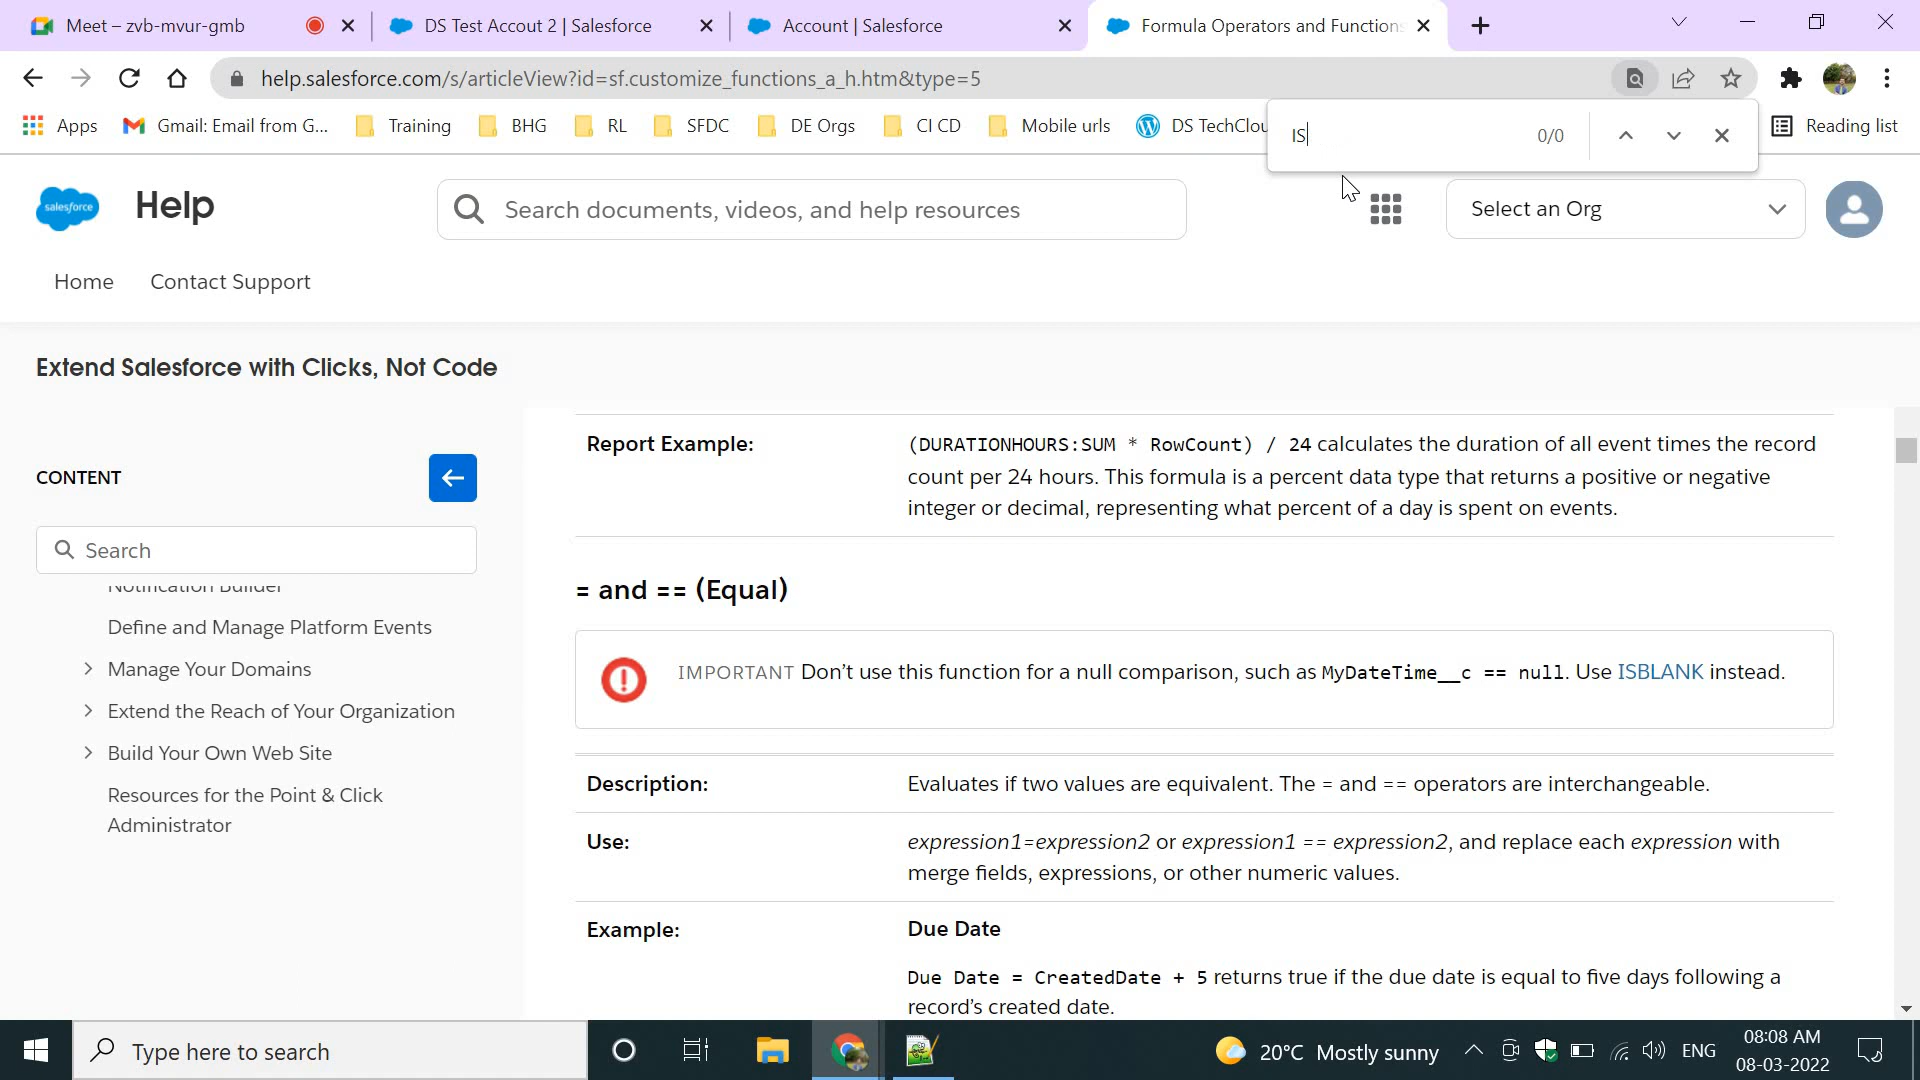 Meet – zvb-mvur-gmb
DS Test Accout 2 | Salesforce
Account | Salesforce
Formula Operators and Functions
help.salesforce.com/s/articleView?id=sf.customize_functions_a_h.htm&type=5
Apps
Gmail: Email from G...
Training
BHG
RL
SFDC
DE Orgs
CI CD
Mobile urls
DS TechClou
Reading list
IS
0/0
salesforce
Help
Search documents, videos, and help resources
Select an Org
Home
Contact Support
Extend Salesforce with Clicks, Not Code
CONTENT
Search
Notification Builder
Define and Manage Platform Events
Manage Your Domains
Extend the Reach of Your Organization
Build Your Own Web Site
Resources for the Point & Click
Administrator
Report Example:
(DURATIONHOURS:SUM * RowCount) / 24 calculates the duration of all event times the record
count per 24 hours. This formula is a percent data type that returns a positive or negative
integer or decimal, representing what percent of a day is spent on events.
= and == (Equal)
IMPORTANT Don’t use this function for a null comparison, such as MyDateTime__c == null. Use ISBLANK instead.
Description:
Evaluates if two values are equivalent. The = and == operators are interchangeable.
Use:
expression1=expression2 or expression1 == expression2, and replace each expression with
merge fields, expressions, or other numeric values.
Example:
Due Date
Due Date = CreatedDate + 5 returns true if the due date is equal to five days following a
record’s created date.
Type here to search
20°C Mostly sunny
ENG
08:08 AM
08-03-2022